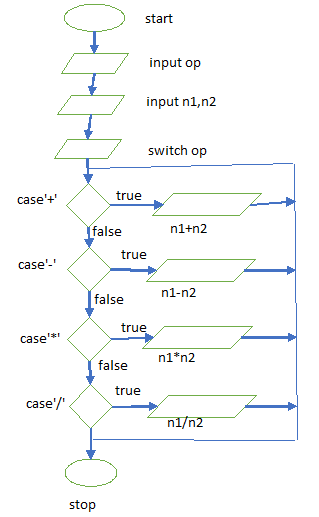 start
input op
input n1,n2
switch op
case'+'
true
n1+n2
false
case'-'
true
n1-n2
false
case'*'
true
n1*n2
false
case'/'
true
n1/n2
stop